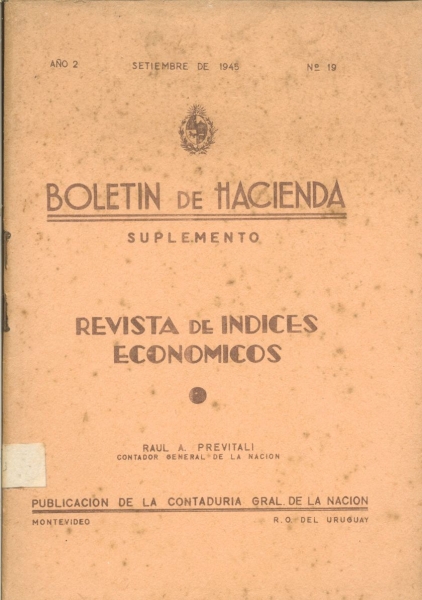 AÑO 2 SETIEMBRE DE 1945 Nº 19
BOLETIN DE HACIENDA
SUPLEMENTO
REVISTA DE INDICES
ECONOMICOS
RAUL A. PREVITALI
CONTADOR GENERAL DE LA NACION
PUBLICACION DE LA CONTADURIA GRAL. DE LA NACION
MONTEVIDEO R. O. DEL URUGUAY